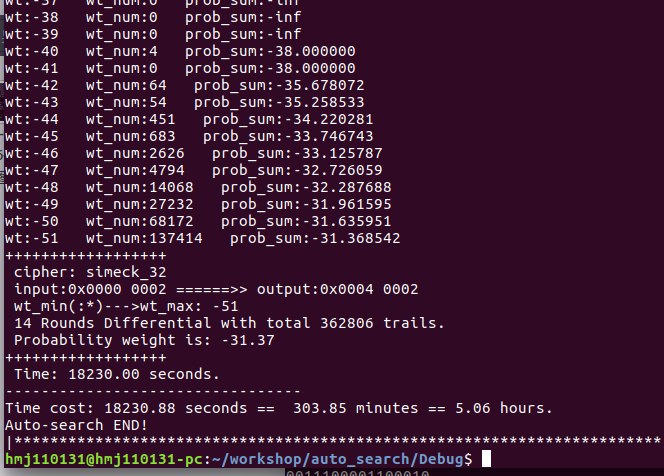 wt:-37   wt_num:0   prob_sum:-inf
wt:-38   wt_num:0   prob_sum:-inf
wt:-39   wt_num:0   prob_sum:-inf
wt:-40   wt_num:4   prob_sum:-38.000000
wt:-41   wt_num:0   prob_sum:-38.000000
wt:-42   wt_num:64   prob_sum:-35.678072
wt:-43   wt_num:54   prob_sum:-35.258533
wt:-44   wt_num:451   prob_sum:-34.220281
wt:-45   wt_num:683   prob_sum:-33.746743
wt:-46   wt_num:2626   prob_sum:-33.125787
wt:-47   wt_num:4794   prob_sum:-32.726059
wt:-48   wt_num:14068   prob_sum:-32.287688
wt:-49   wt_num:27232   prob_sum:-31.961595
wt:-50   wt_num:68172   prob_sum:-31.635951
wt:-51   wt_num:137414   prob_sum:-31.368542
++++++++++++++++++
cipher: simeck_32
input:0x0000 0002 ======>> output:0x0004 0002
wt_min(:*)--->wt_max: -51
14 Rounds Differential with total 362806 trails.
Probability weight is: -31.37
++++++++++++++++++
Time: 18230.00 seconds.
---------------------------------
Time cost: 18230.88 seconds ==  303.85 minutes == 5.06 hours.
Auto-search END!
|************************************************************************
hmj110131@hmj110131-pc:~/workshop/auto_search/Debug$